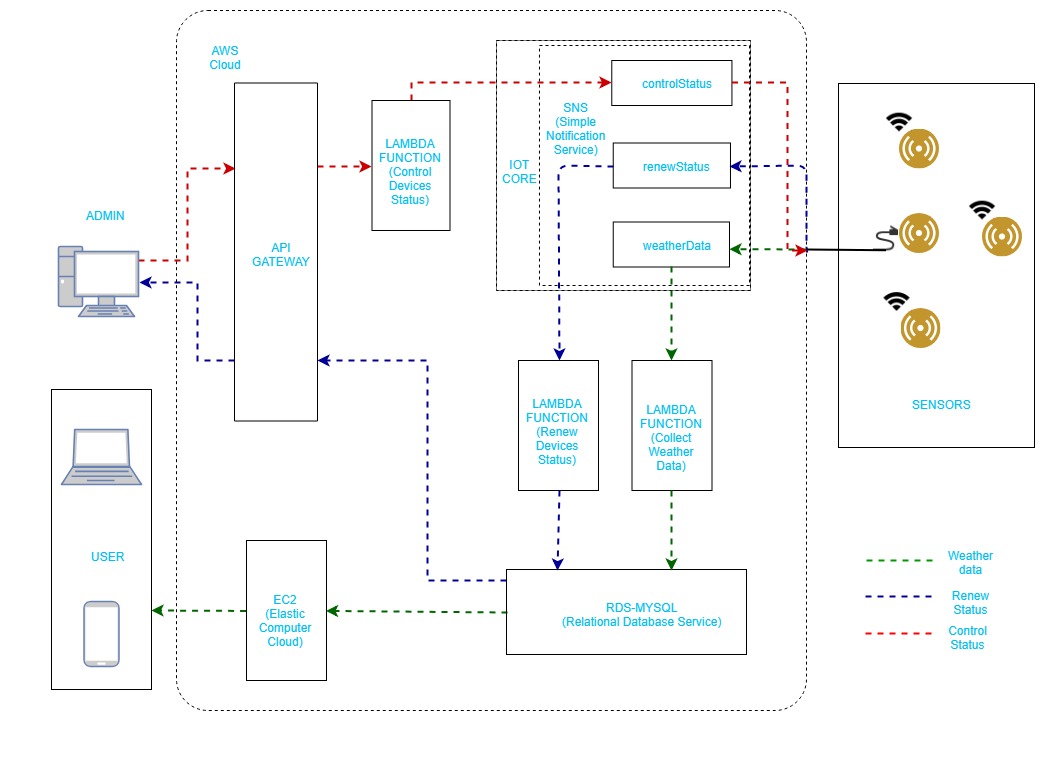 AWS
Cloud
ADMIN
API
GATEWAY
LAMBDA
FUNCTION
(Control
Devices
Status)
IOT
CORE
SNS
(Simple
Notification
Service)
controlStatus
renewStatus
weatherData
SENSORS
LAMBDA
FUNCTION
(Renew
Devices
Status)
LAMBDA
FUNCTION
(Collect
Weather
Data)
USER
EC2
(Elastic
Computer
Cloud)
RDS-MYSQL
(Relational Database Service)
Weather
data
Renew
Status
Control
Status